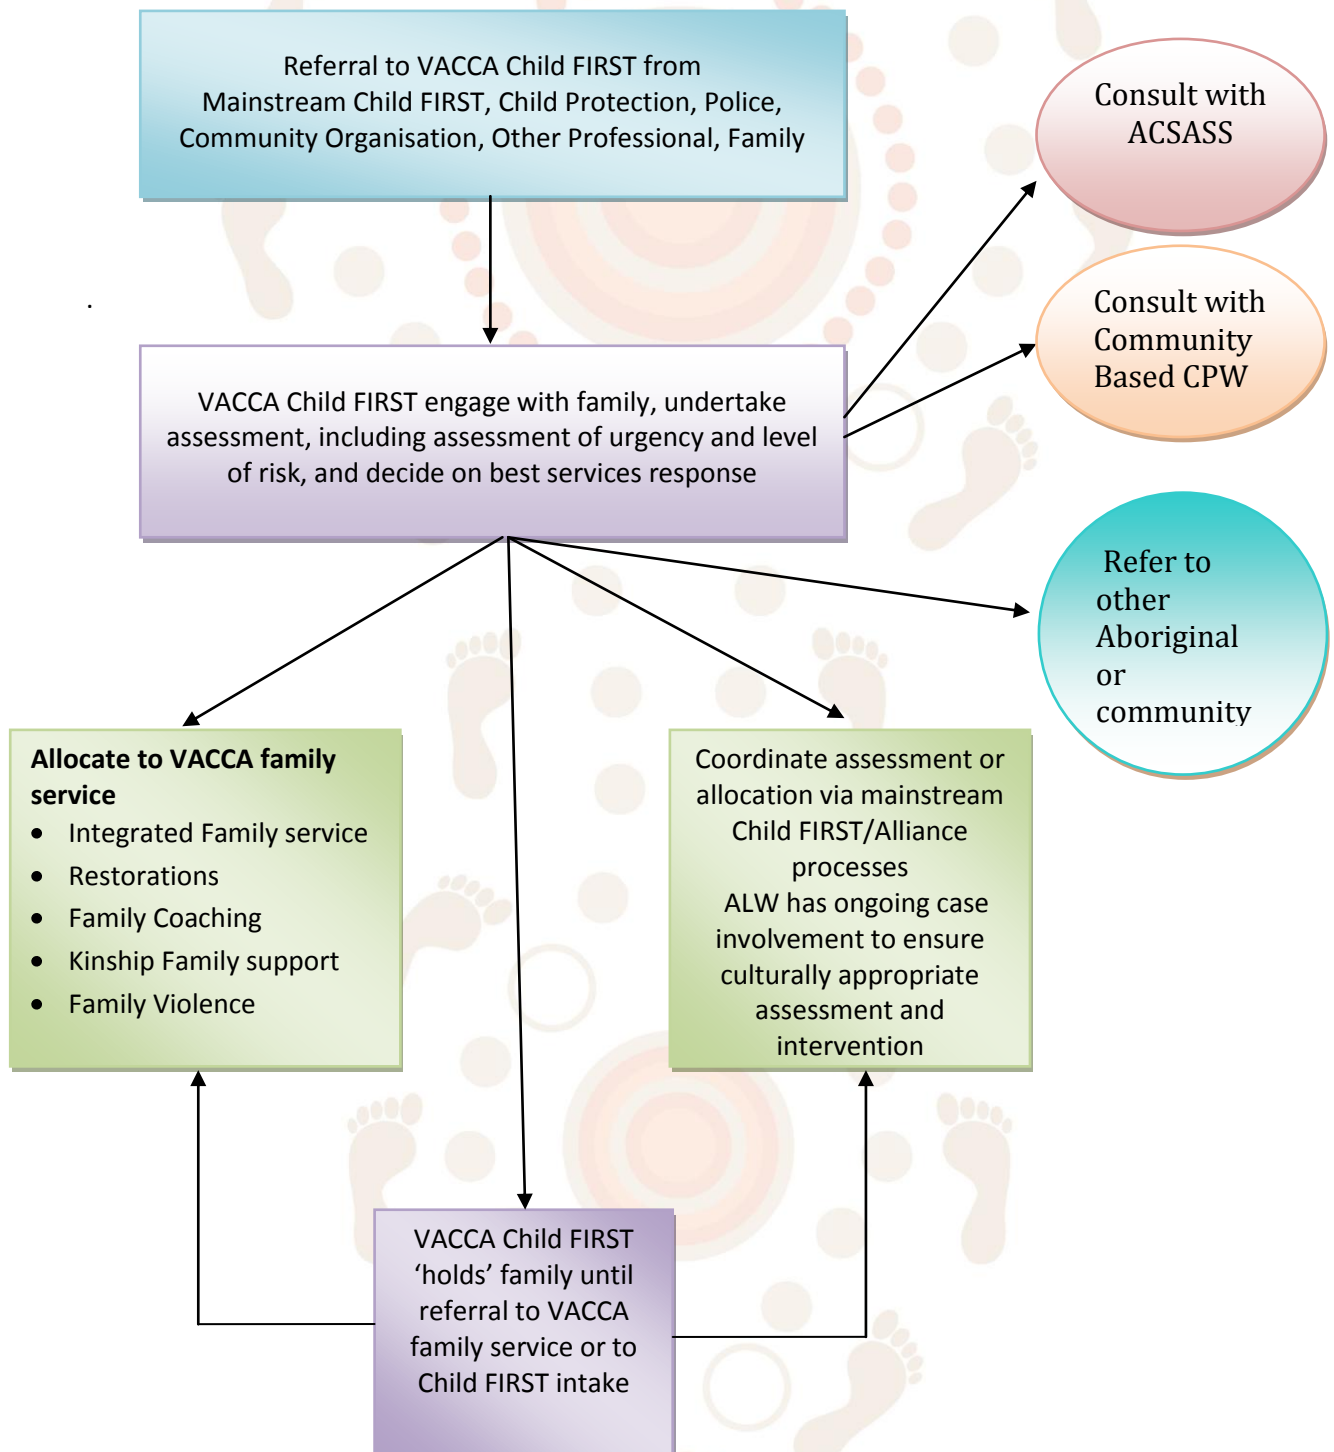 Referral to VACCA Child FIRST from
Mainstream Child FIRST, Child Protection, Police,
Community Organisation, Other Professional, Family
Consult with
ACSASS
Consult with
Community
Based CPW
.
VACCA Child FIRST engage with family, undertake
assessment, including assessment of urgency and level
of risk, and decide on best services response
Refer to
other
Aboriginal
or
community
Allocate to VACCA family
service
• Integrated Family service
• Restorations
• Family Coaching
• Kinship Family support
• Family Violence
Coordinate assessment or
allocation via mainstream
Child FIRST/Alliance
processes
ALW has ongoing case
involvement to ensure
culturally appropriate
assessment and
intervention
VACCA Child FIRST
‘holds’ family until
referral to VACCA
family service or to
Child FIRST intake